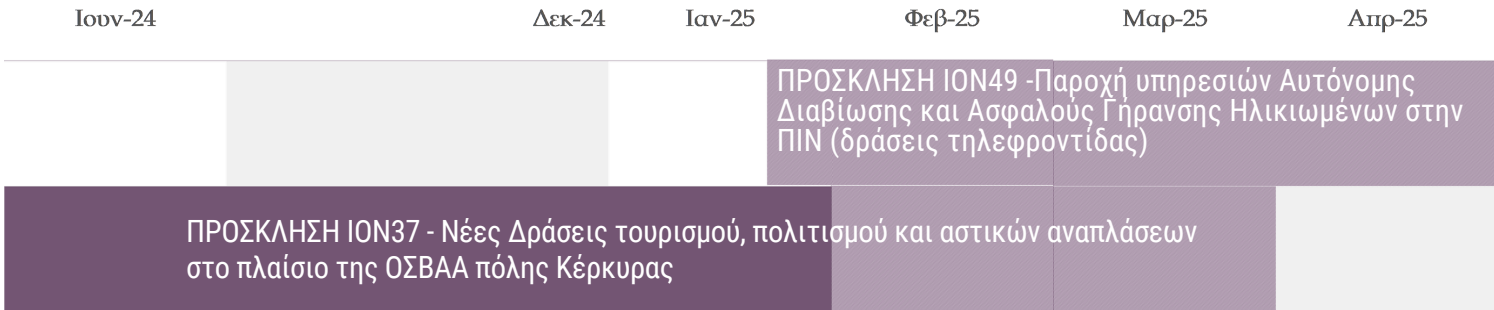 Ιουν-24 Δεκ-24 Ιαν-25 Φεβ-25 Μαρ-25 Απρ-25
ΠΡΟΣΚΛΗΣΗ ΙΟΝ49 -Παροχή υπηρεσιών Αυτόνομης
Διαβίωσης και Ασφαλούς Γήρανσης Ηλικιωμένων στην
ΠΙΝ (δράσεις τηλεφροντίδας)
ΠΡΟΣΚΛΗΣΗ ΙΟΝ37 - Νέες Δράσεις τουρισμού, πολιτισμού και αστικών αναπλάσεων
στο πλαίσιο της ΟΣΒΑΑ πόλης Κέρκυρας